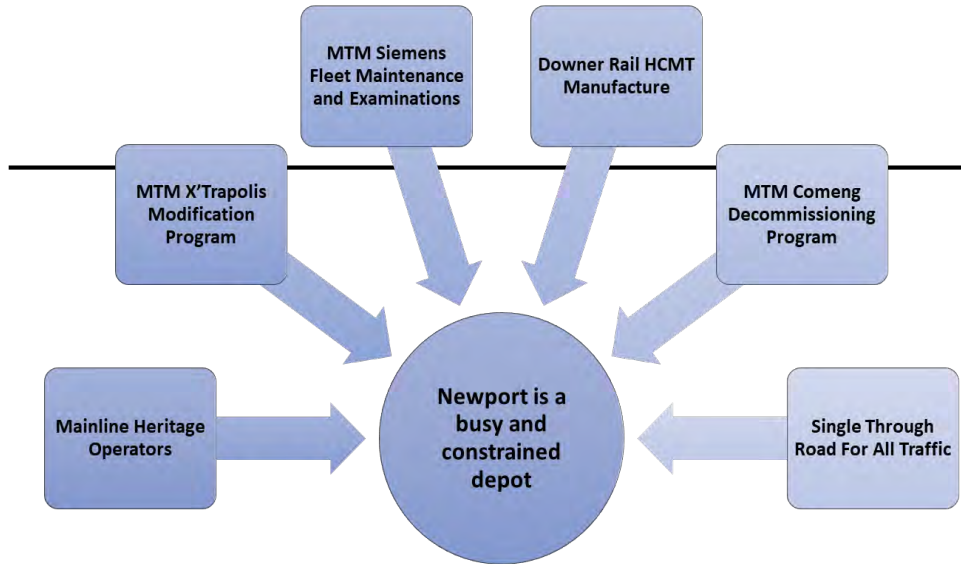 MTM Siemens
Fleet Maintenance
and Examinations
Downer Rail HCMT
Manufacture
MTM X'Trapolis
Modification
Program
MTM Comeng
Decommissioning
Program
Mainline Heritage
Operators
Newport is a
busy and
constrained
depot
Single Through
Road For All Traffic